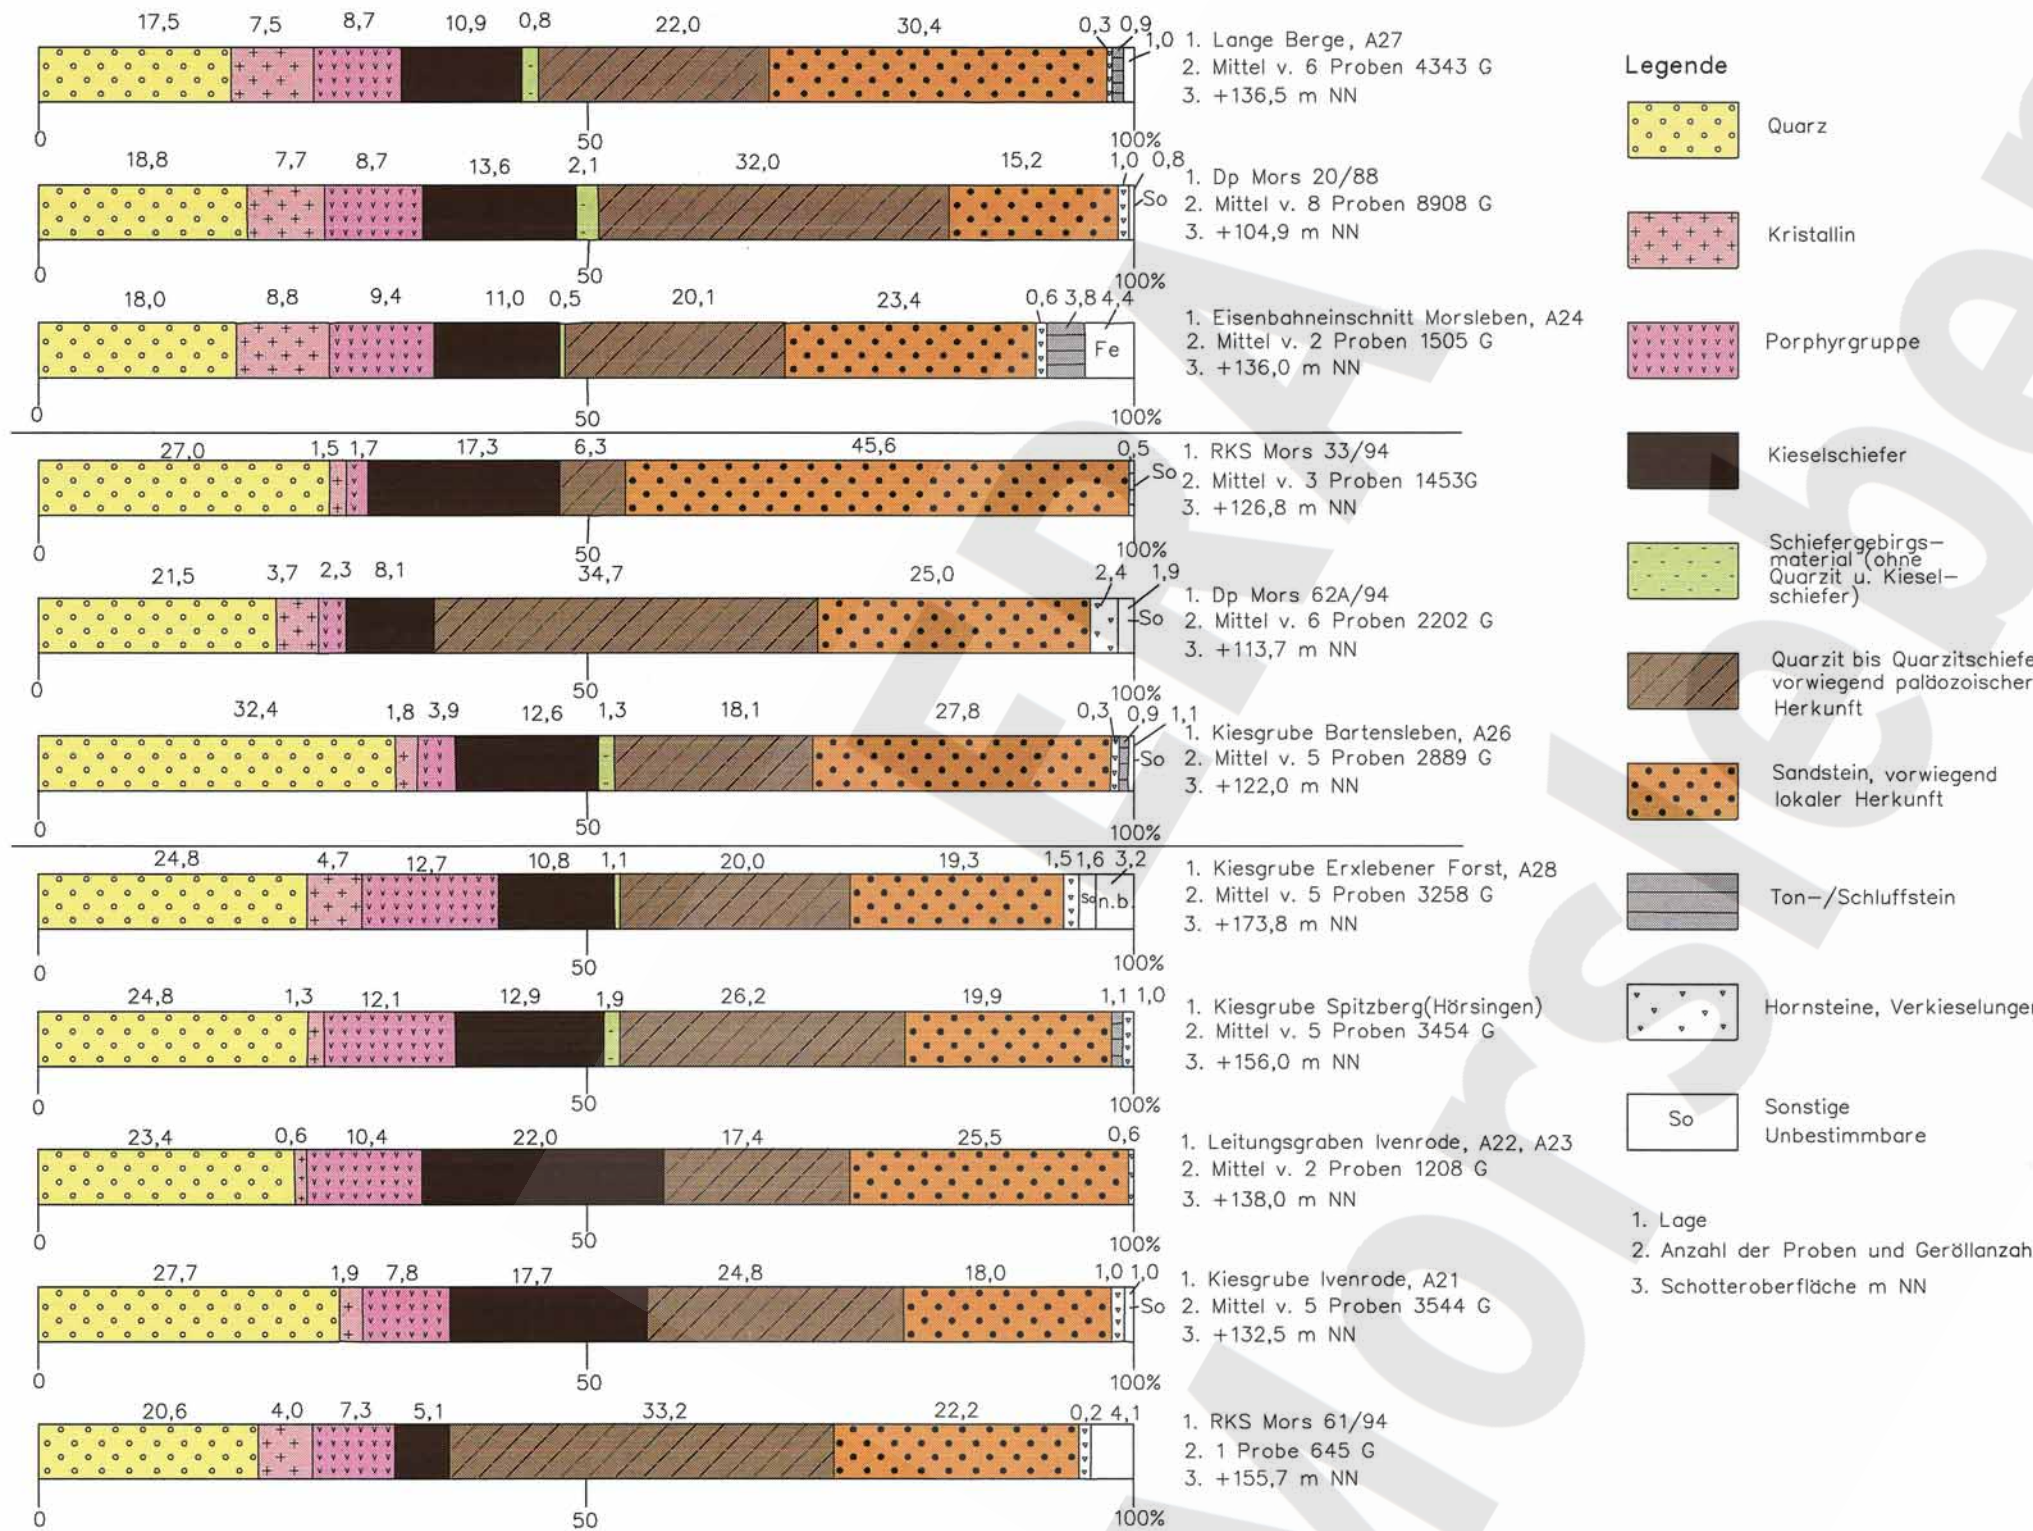 17,5 7,5 8,7 10,9 0,8 22,0 30,4 0,3 0,9 1,0
1. Lange Berge, A27
2. Mittel v. 6 Proben 4343 G
3. +136,5 m NN
0 50 100%
18,8 7,7 8,7 13,6 2,1 32,0 15,2 1,0 0,8
So
1. Dp Mors 20/88
2. Mittel v. 8 Proben 8908 G
3. +104,9 m NN
0 50 100%
18,0 8,8 9,4 11,0 0,5 20,1 23,4 0,6 3,8 4,4
Fe
1. Eisenbahneinschnitt Morsleben, A24
2. Mittel v. 2 Proben 1505 G
3. +136,0 m NN
0 50 100%
27,0 1,5 1,7 17,3 6,3 45,6 0,5
So
1. RKS Mors 33/94
2. Mittel v. 3 Proben 1453G
3. +126,8 m NN
0 50 100%
21,5 3,7 2,3 8,1 34,7 25,0 2,4 1,9
So
1. Dp Mors 62A/94
2. Mittel v. 6 Proben 2202 G
3. +113,7 m NN
0 50 100%
32,4 1,8 3,9 12,6 1,3 18,1 27,8 0,3 0,9 1,1
So
1. Kiesgrube Bartensleben, A26
2. Mittel v. 5 Proben 2889 G
3. +122,0 m NN
0 50 100%
24,8 4,7 12,7 10,8 1,1 20,0 19,3 1,5 1,6 3,2
So n.b.
1. Kiesgrube Erxlebener Forst, A28
2. Mittel v. 5 Proben 3258 G
3. +173,8 m NN
0 50 100%
24,8 1,3 12,1 12,9 1,9 26,2 19,9 1,1 1,0
1. Kiesgrube Spitzberg(Hörsingen)
2. Mittel v. 5 Proben 3454 G
3. +156,0 m NN
0 50 100%
23,4 0,6 10,4 22,0 17,4 25,5 0,6
1. Leitungsgraben Ivenrode, A22, A23
2. Mittel v. 2 Proben 1208 G
3. +138,0 m NN
0 50 100%
27,7 1,9 7,8 17,7 24,8 18,0 1,0 1,0
So
1. Kiesgrube Ivenrode, A21
2. Mittel v. 5 Proben 3544 G
3. +132,5 m NN
0 50 100%
20,6 4,0 7,3 5,1 33,2 22,2 0,2 4,1
1. RKS Mors 61/94
2. 1 Probe 645 G
3. +155,7 m NN
0 50 100%
Legende
Quarz
Kristallin
Porphyrgruppe
Kieselschiefer
Schiefergebirgs-
material (ohne
Quarzit u. Kiesel-
schiefer)
Quarzit bis Quarzitschiefe
vorwiegend paläozoischer
Herkunft
Sandstein, vorwiegend
lokaler Herkunft
Ton-/Schluffstein
Hornsteine, Verkieselungen
So
Sonstige
Unbestimmbare
1. Lage
2. Anzahl der Proben und Geröllanzah
3. Schotteroberfläche m NN
ERA
Morsleben